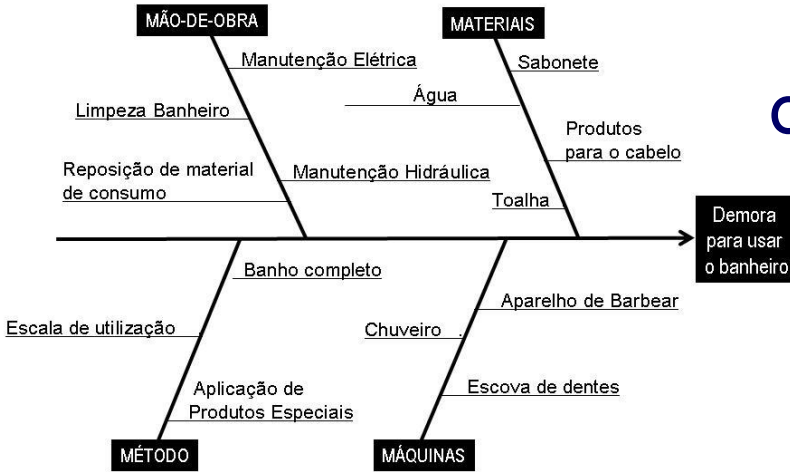 MÃO-DE-OBRA
Manutenção Elétrica
Limpeza Banheiro
Reposição de material
de consumo
Manutenção Hidráulica
MATERIAIS
Sabonete
Água
Produtos
para o cabelo
Toalha
Demora
para usar
o banheiro
Banho completo
Escala de utilização
Aplicação de
Produtos Especiais
MÉTODO
Aparelho de Barbear
Chuveiro
Escova de dentes
MÁQUINAS